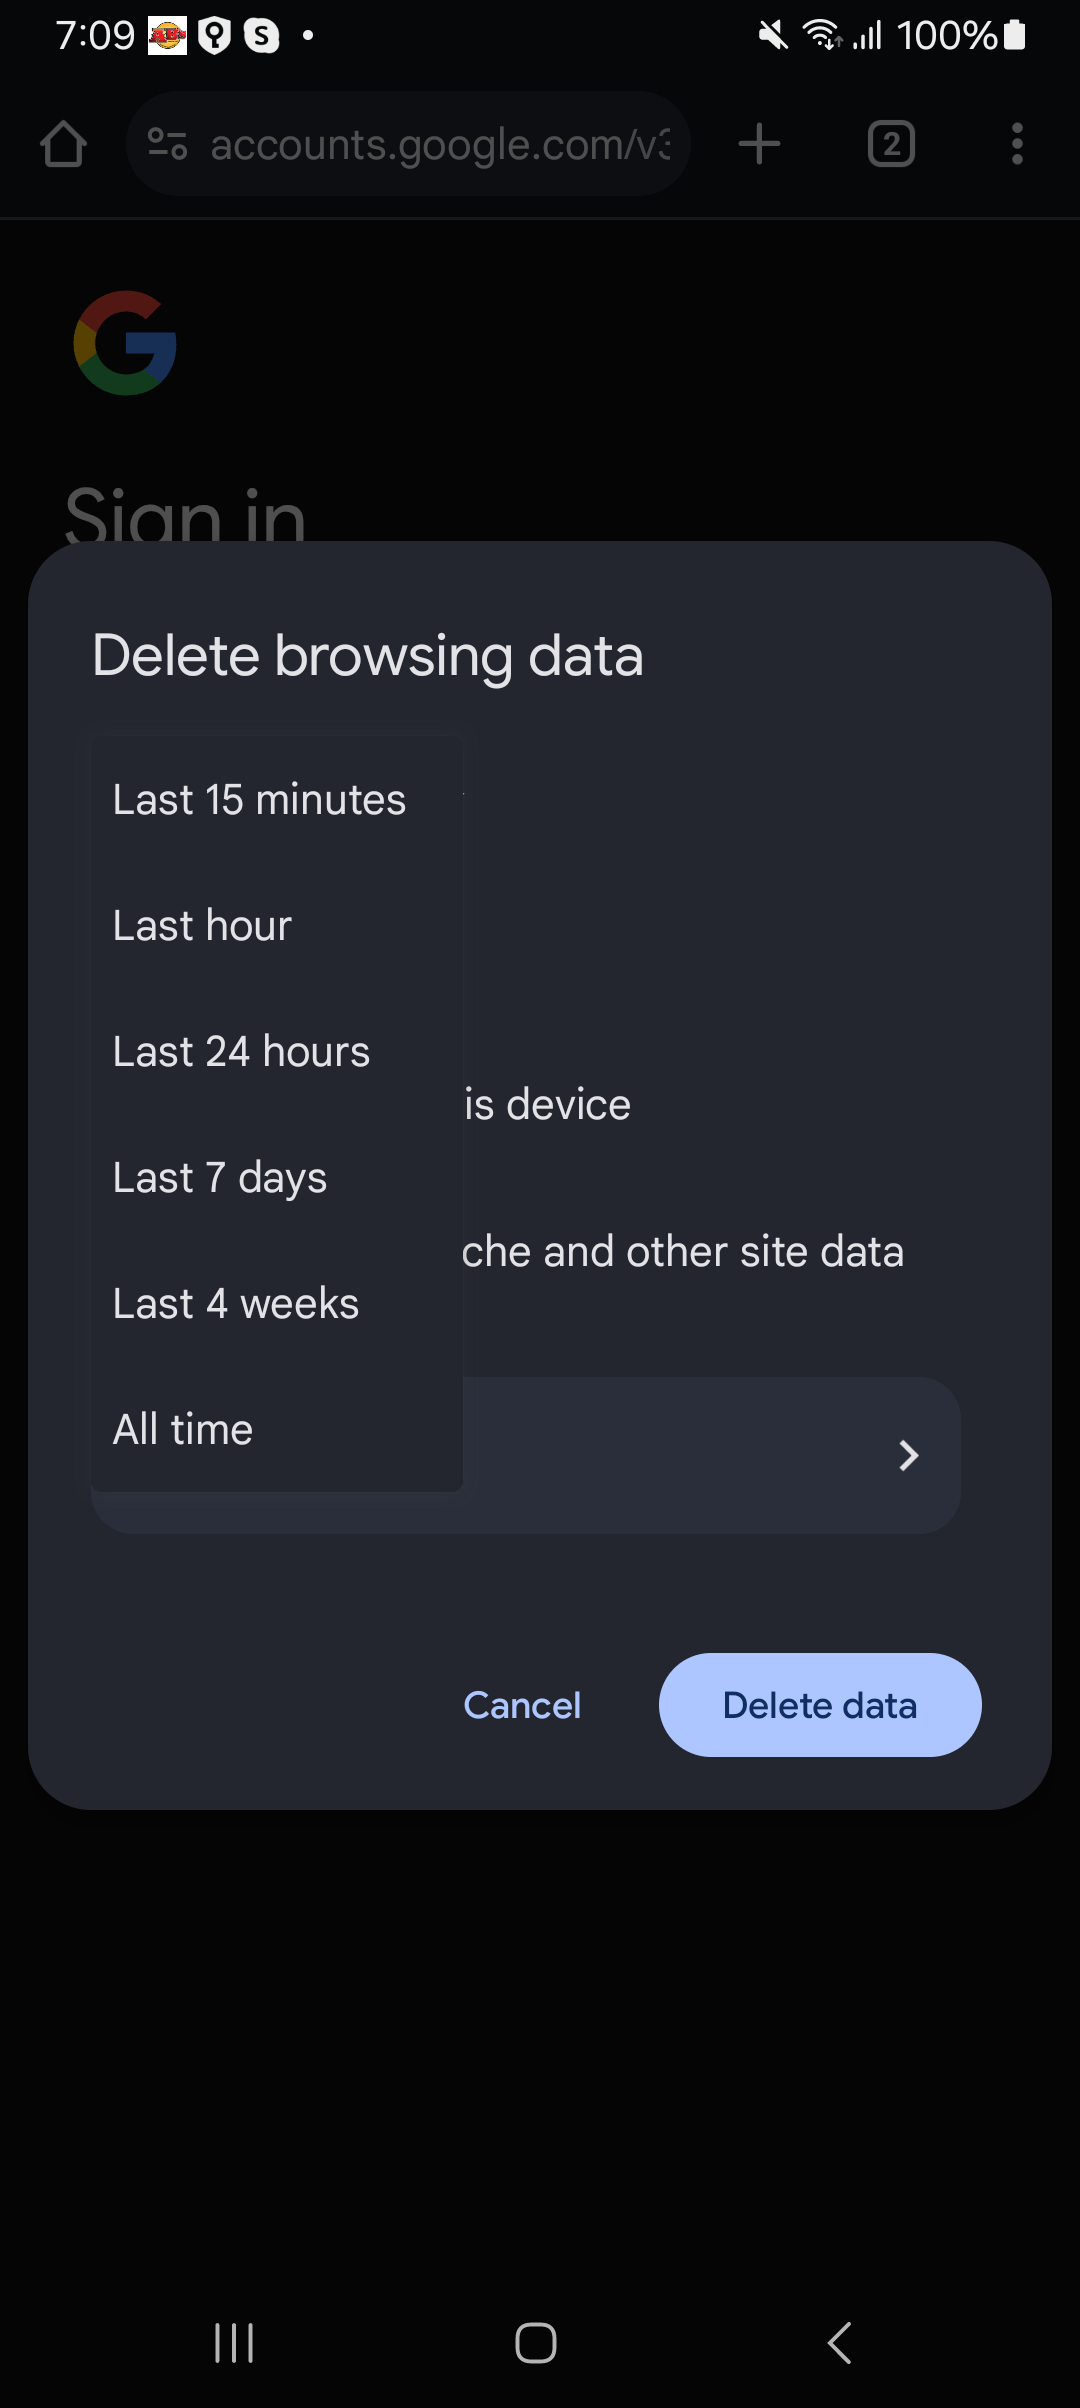 7:09 S 100%
accounts.google.com/v3
2
Sign in
Delete browsing data
Last 15 minutes
Last hour
Last 24 hours
is device
Last 7 days
che and other site data
Last 4 weeks
All time
Cancel Delete data